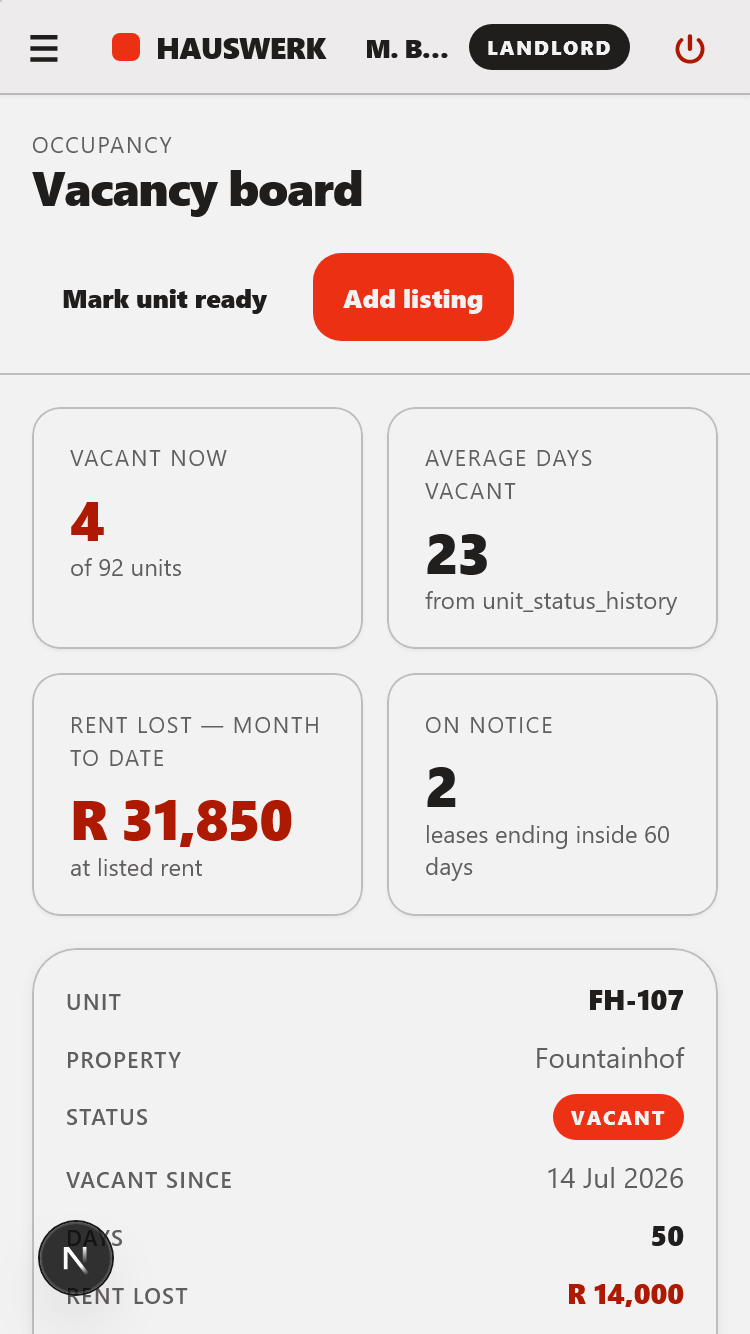 HAUSWERK
M. B...
LANDLORD
OCCUPANCY
Vacancy board
Mark unit ready
Add listing
VACANT NOW
4
of 92 units
AVERAGE DAYS
VACANT
23
from unit_status_history
RENT LOST — MONTH
TO DATE
R 31,850
at listed rent
ON NOTICE
2
leases ending inside 60
days
UNIT
FH-107
PROPERTY
Fountainhof
STATUS
VACANT
VACANT SINCE
14 Jul 2026
DAYS
50
N
RENT LOST
R 14,000